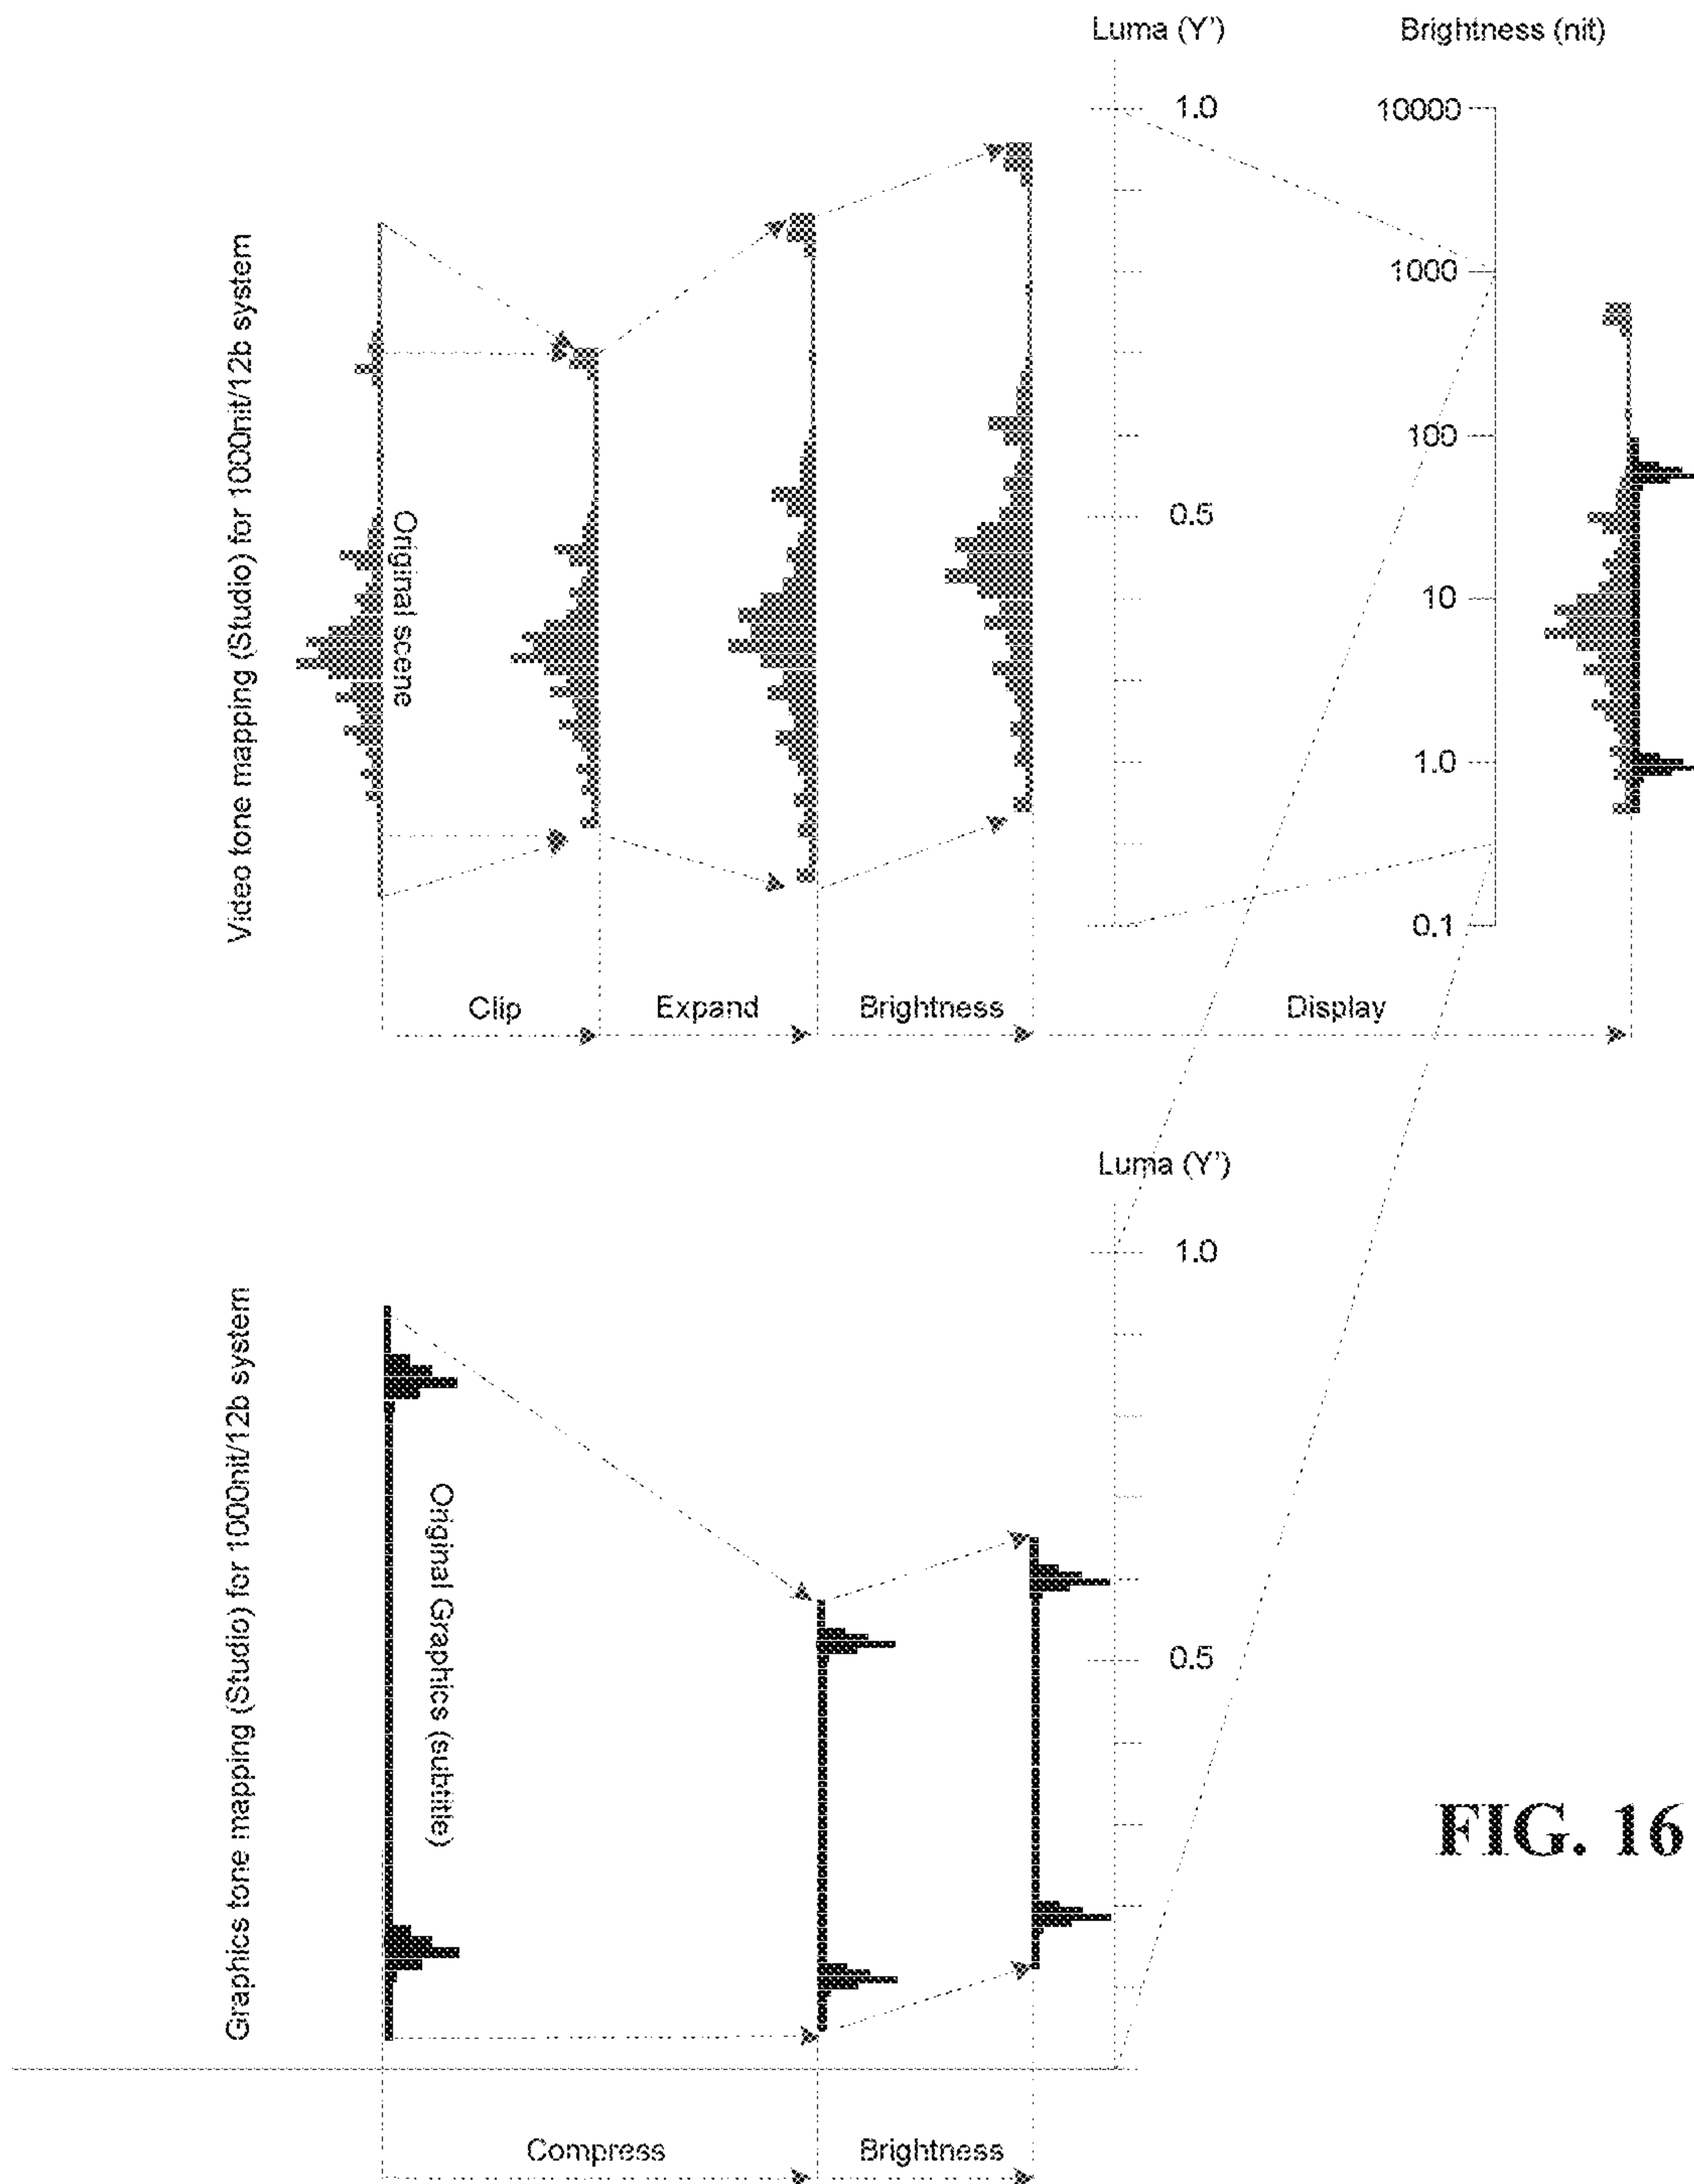 Luma (Y')
Brightness (nit)
Video tone mapping (Studio) for 1000nit/12b system
Original scene
1.0
0.5
10000
1000
100
10
1.0
0.1
Clip
Expand
Brightness
Display
Luma (Y')
Graphics tone mapping (Studio) for 1000nit/12b system
Original Graphics (subtitle)
1.0
0.5
Compress
Brightness
FIG. 16